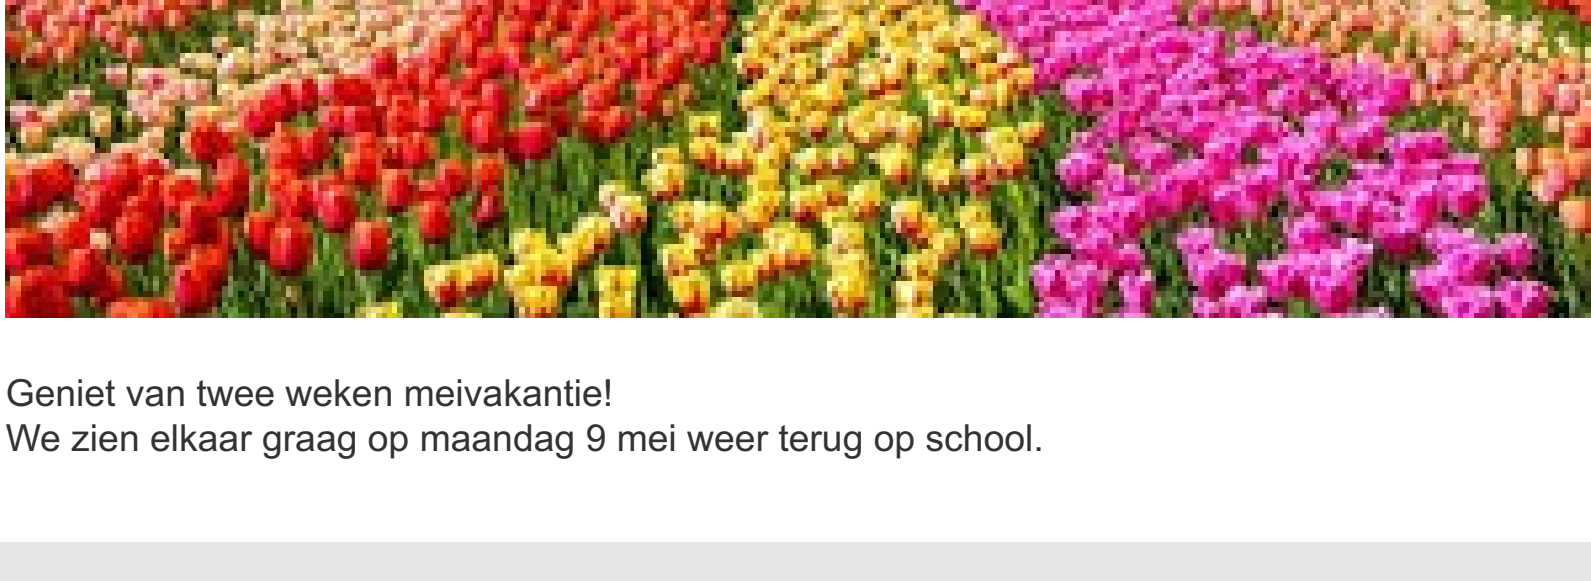 Geniet van twee weken meivakantie!
We zien elkaar graag op maandag 9 mei weer terug op school.